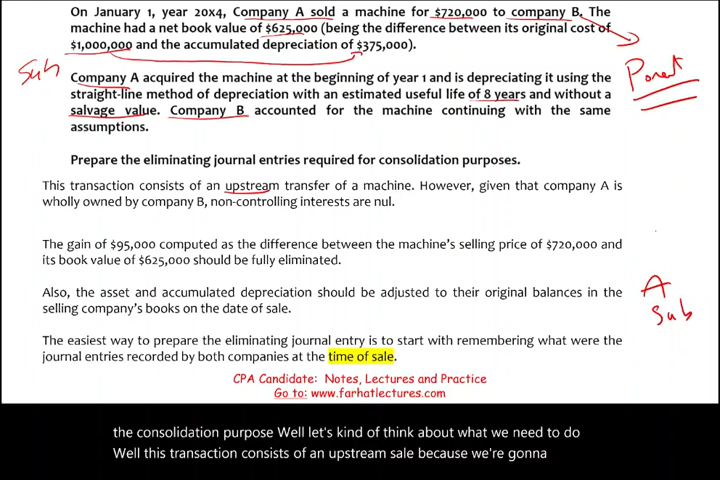 On January 1, year 20X4, Company A sold a machine for $720,000 to company B. The
machine had a net book value of $625,000 (being the difference between its original cost of
$1,000,000 and the accumulated depreciation of $375,000).
Sub
Parent
Company A acquired the machine at the beginning of year 1 and is depreciating it using the
straight-line method of depreciation with an estimated useful life of 8 years and without a
salvage value. Company B accounted for the machine continuing with the same
assumptions.
Prepare the eliminating journal entries required for consolidation purposes.
This transaction consists of an upstream transfer of a machine. However, given that company A is
wholly owned by company B, non-controlling interests are nul.
The gain of $95,000 computed as the difference between the machine's selling price of $720,000 and
its book value of $625,000 should be fully eliminated.
Also, the asset and accumulated depreciation should be adjusted to their original balances in the
selling company's books on the date of sale.
A
Sub
The easiest way to prepare the eliminating journal entry is to start with remembering what were the
journal entries recorded by both companies at the time of sale.
CPA Candidate: Notes, Lectures and Practice
Go to: www.farhatlectures.com
the consolidation purpose Well let's kind of think about what we need to do
Well this transaction consists of an upstream sale because we're gonna